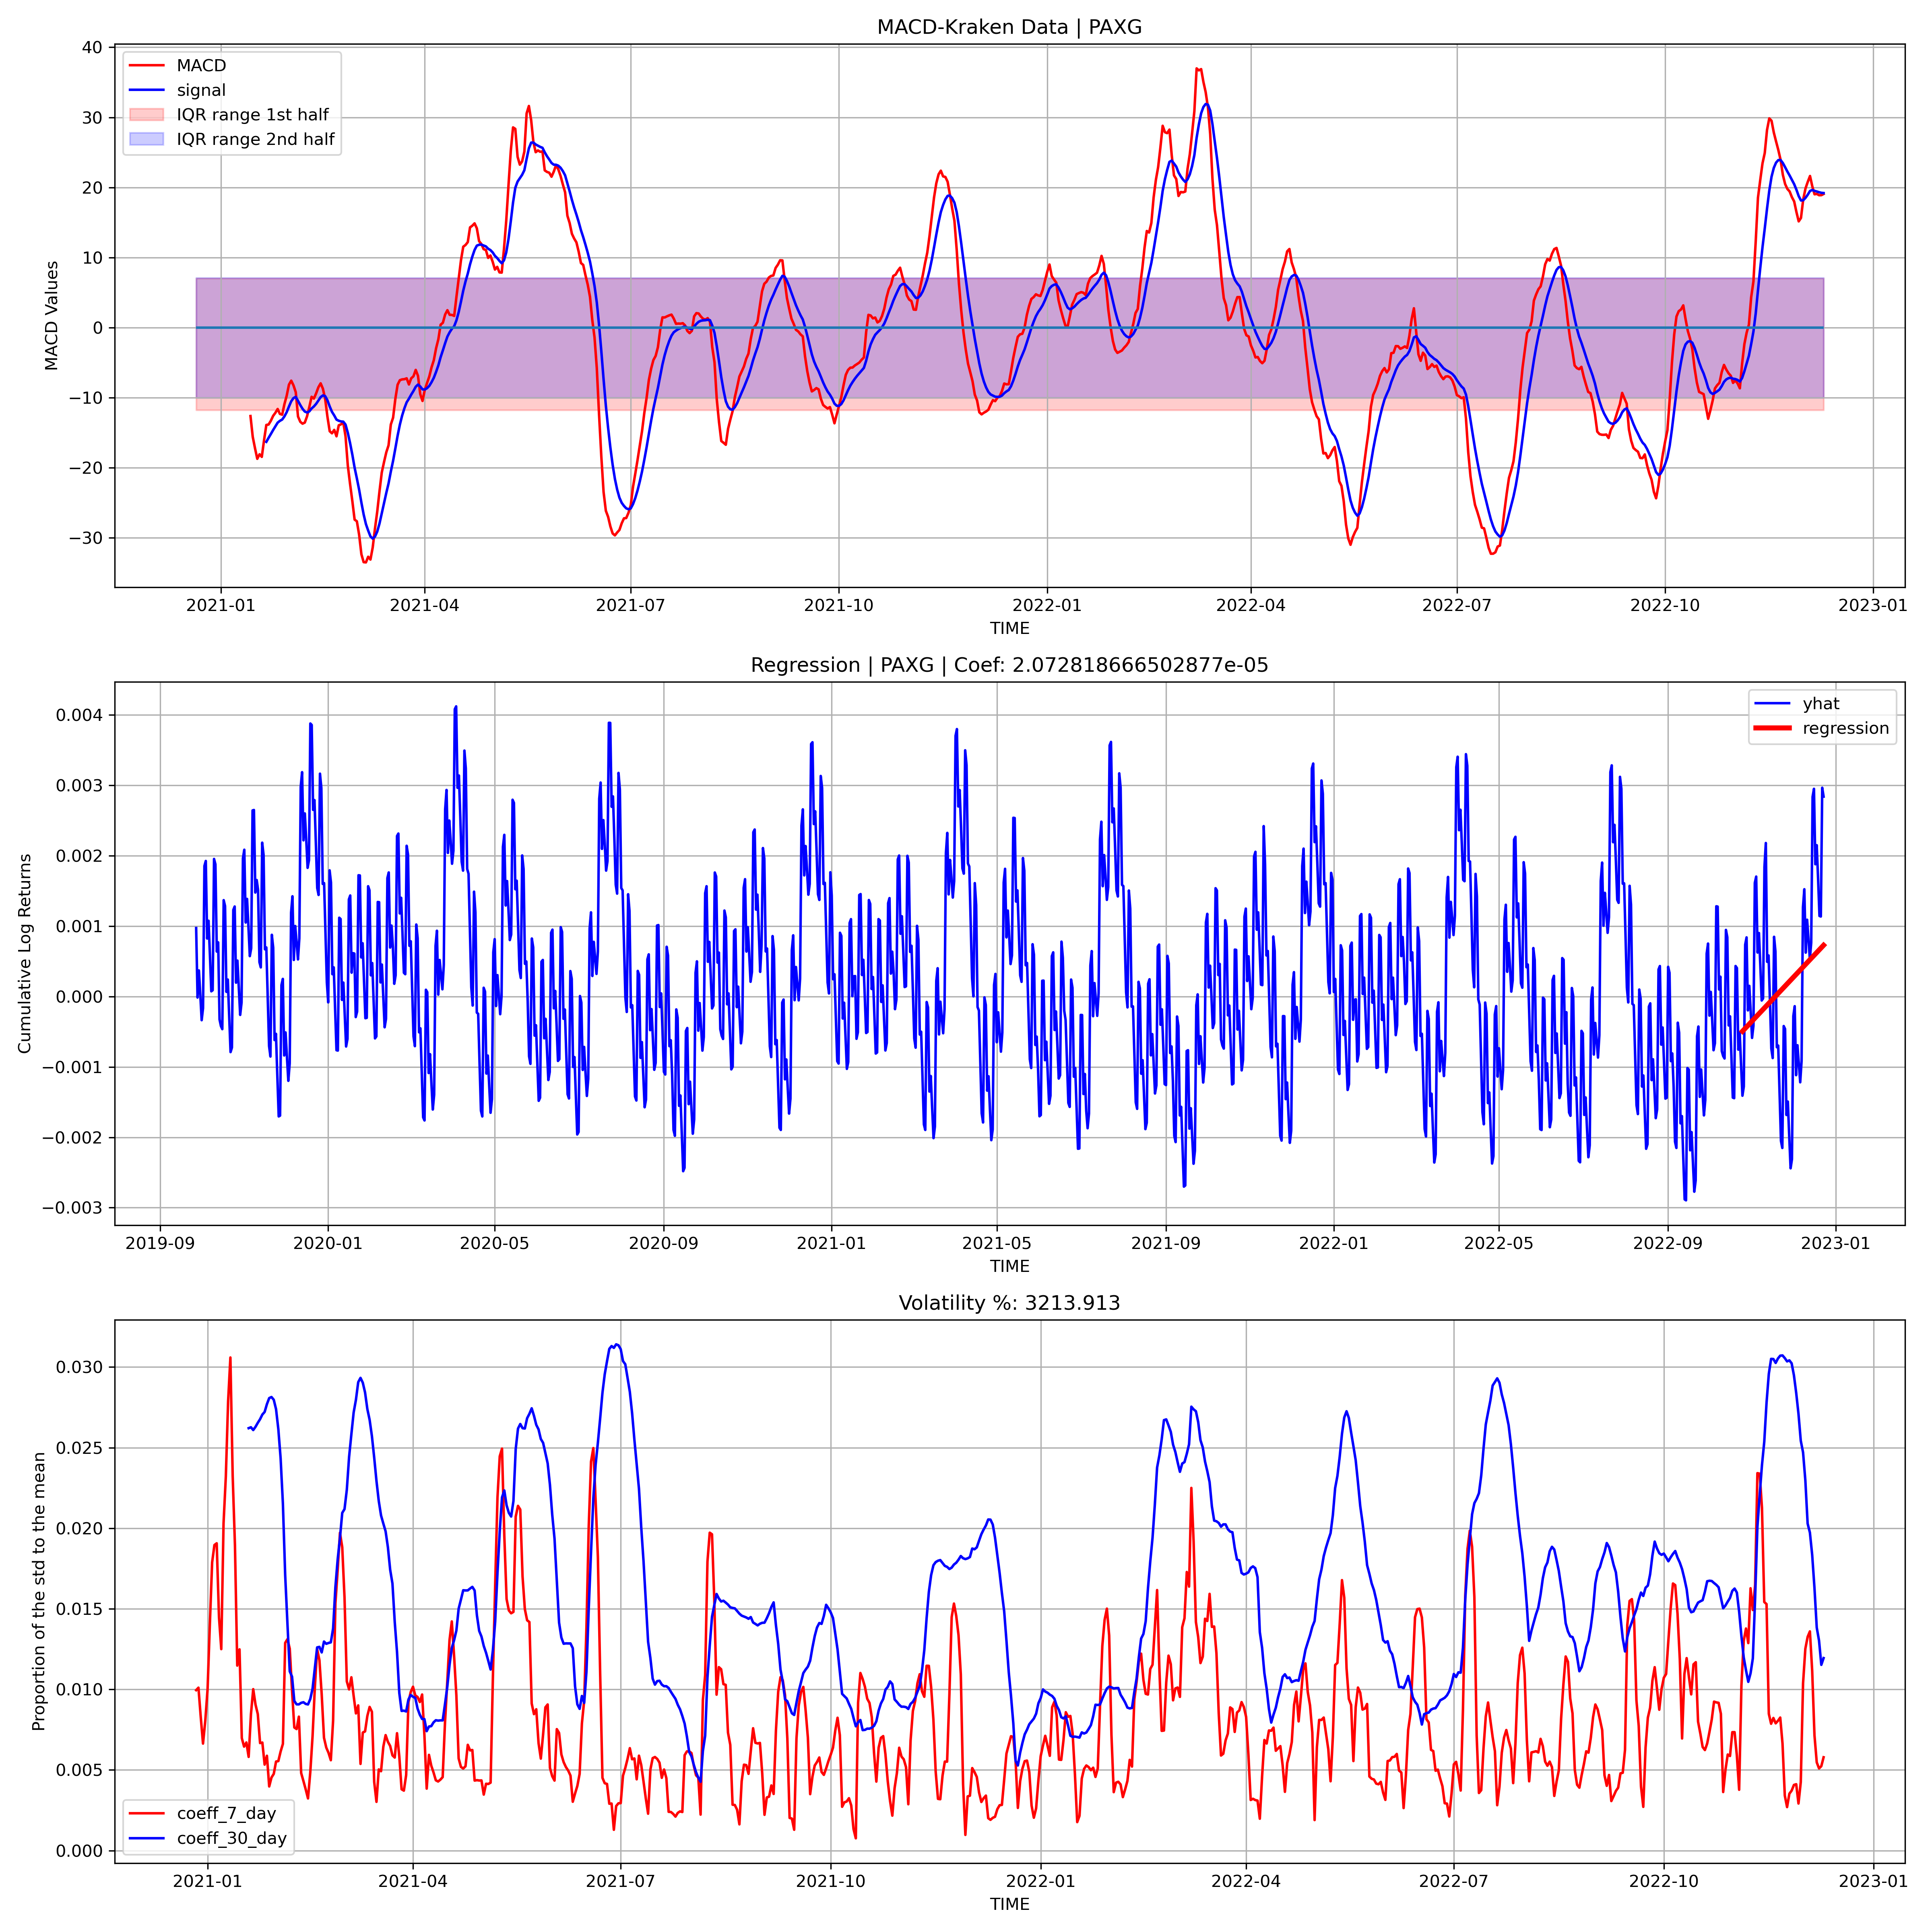 MACD-Kraken Data | PAXG
MACD
signal
IQR range 1st half
IQR range 2nd half
MACD Values
40
30
20
10
0
−10
−20
−30
2021-01 2021-04 2021-07 2021-10 2022-01 2022-04 2022-07 2022-10 2023-01
TIME
Regression | PAXG | Coef: 2.072818666502877e-05
yhat
regression
Cumulative Log Returns
0.004
0.003
0.002
0.001
0.000
−0.001
−0.002
−0.003
2019-09 2020-01 2020-05 2020-09 2021-01 2021-05 2021-09 2022-01 2022-05 2022-09 2023-01
TIME
Volatility %: 3213.913
Proportion of the std to the mean
0.030
0.025
0.020
0.015
0.010
0.005
0.000
coeff_7_day
coeff_30_day
2021-01 2021-04 2021-07 2021-10 2022-01 2022-04 2022-07 2022-10 2023-01
TIME